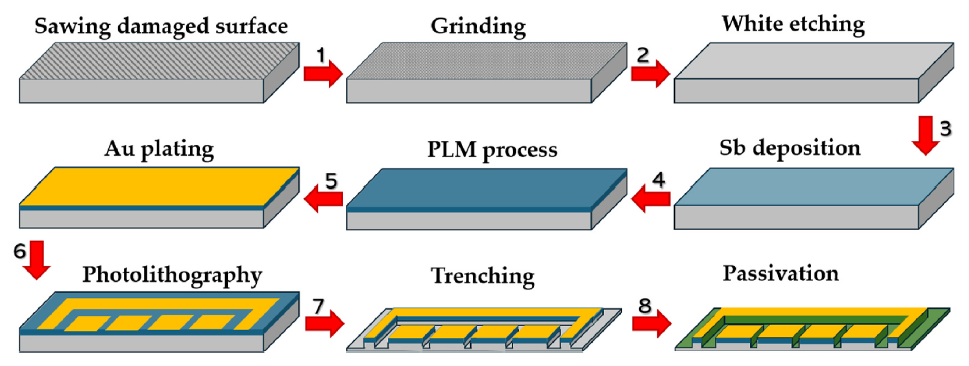 Sawing damaged surface
1
Grinding
2
White etching
3
Au plating
5
PLM process
4
Sb deposition
6
Photolithography
7
Trenching
8
Passivation